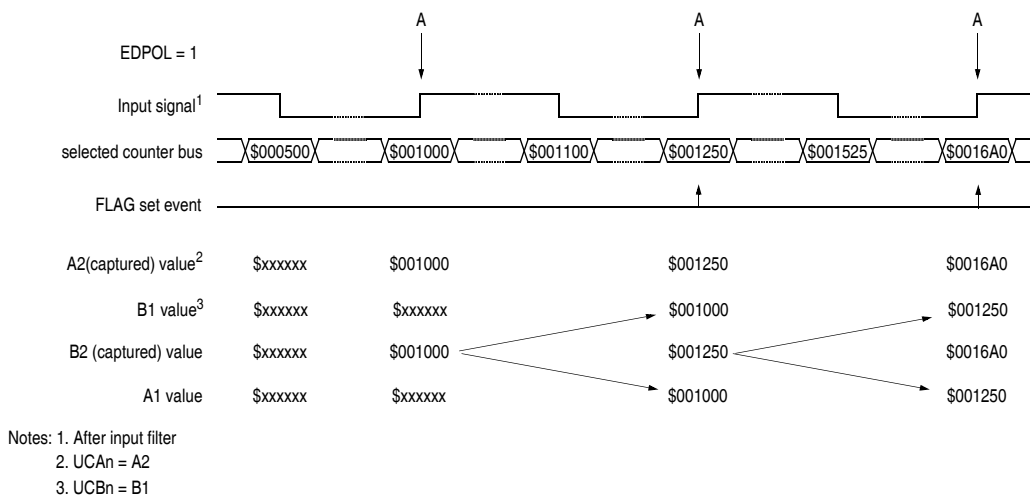 A A A
EDPOL = 1
Input signal1
selected counter bus $000500 $001000 $001100 $001250 $001525 $0016A0
FLAG set event
A2(captured) value2 $xxxxxx $001000 $001250 $0016A0
B1 value3 $xxxxxx $xxxxxx $001000 $001250
B2 (captured) value $xxxxxx $001000 $001250 $0016A0
A1 value $xxxxxx $xxxxxx $001000 $001250
Notes: 1. After input filter
2. UCAn = A2
3. UCBn = B1